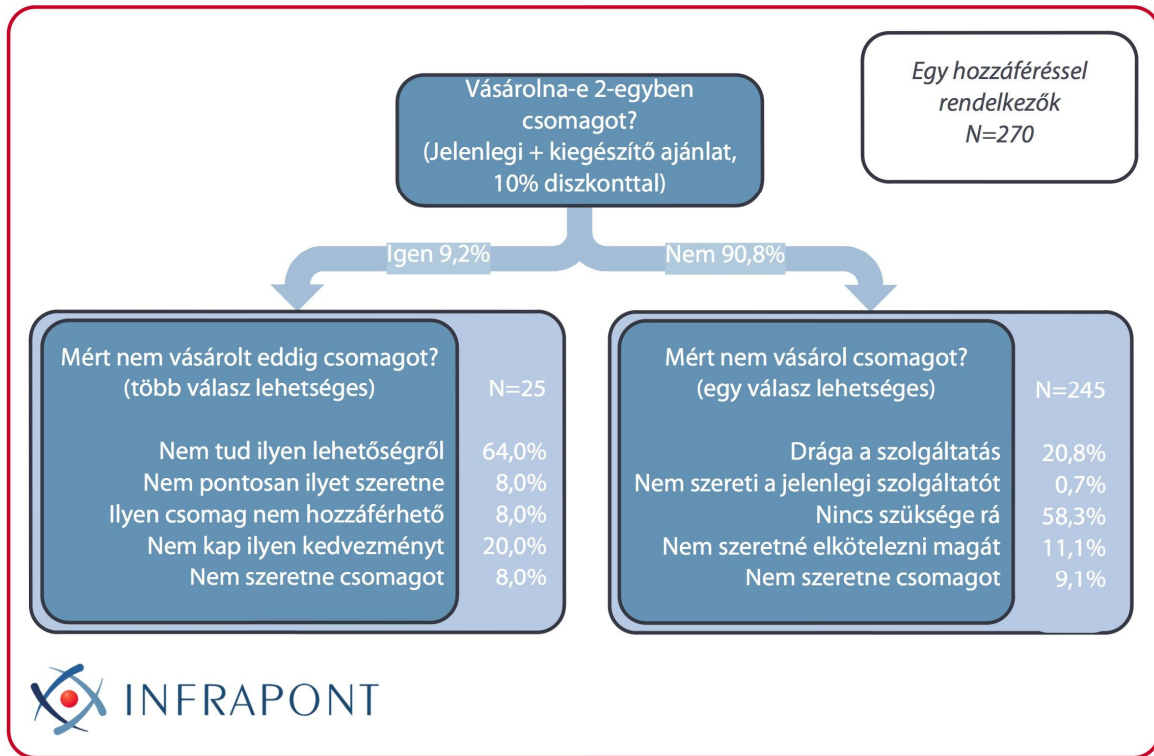 Egy hozzáféréssel
rendelkezők
N=270
Vásárolna-e 2-egyben
csomagot?
(Jelenlegi + kiegészítő ajánlat,
10% diszkonttal)
Igen 9,2%
Nem 90,8%
Mért nem vásárolt eddig csomagot?
(több válasz lehetséges) N=25
Nem tud ilyen lehetőségről 64,0%
Nem pontosan ilyet szeretne 8,0%
Ilyen csomag nem hozzáférhető 8,0%
Nem kap ilyen kedvezményt 20,0%
Nem szeretne csomagot 8,0%
Mért nem vásárol csomagot?
(egy válasz lehetséges) N=245
Drága a szolgáltatás 20,8%
Nem szereti a jelenlegi szolgáltatót 0,7%
Nincs szüksége rá 58,3%
Nem szeretné elkötelezni magát 11,1%
Nem szeretne csomagot 9,1%
INFRAPONT